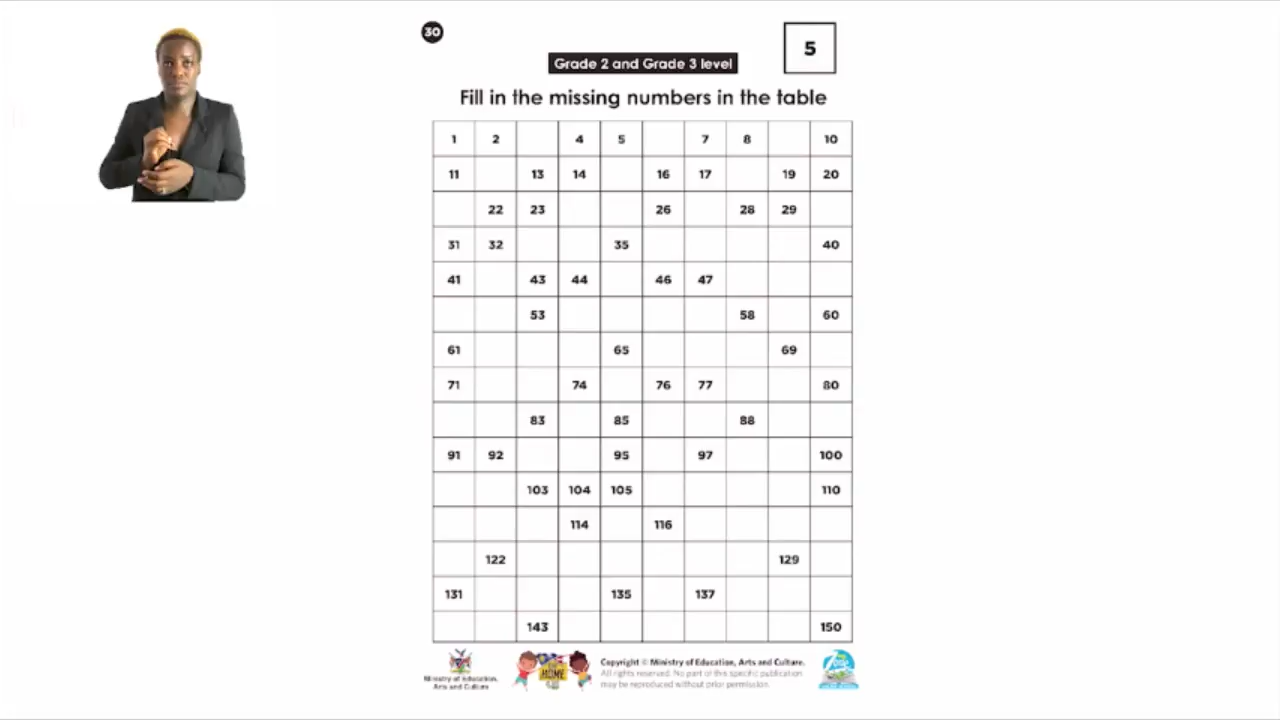 30
5
Grade 2 and Grade 3 level
Fill in the missing numbers in the table
1 2 4 5 7 8 10
11 13 14 16 17 19 20
22 23 26 28 29
31 32 35 40
41 43 44 46 47
53 58 60
61 65 69
71 74 76 77 80
83 85 88
91 92 95 97 100
103 104 105 110
114 116
122 129
131 135 137
143 150
Ministry of Education,
Arts and Culture
HOME
Copyright © Ministry of Education, Arts and Culture.
All rights reserved. No part of this specific publication
may be reproduced without prior permission.